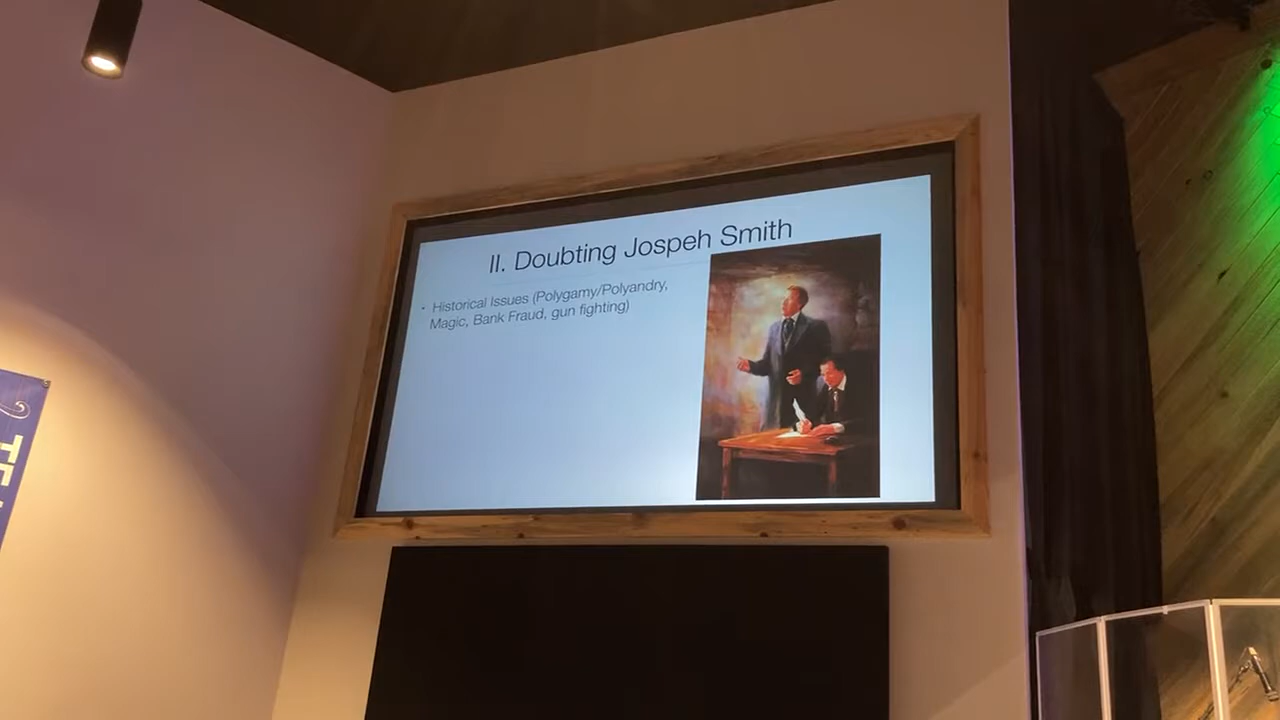 II. Doubting Jospeh Smith
• Historical Issues (Polygamy/Polyandry,
Magic, Bank Fraud, gun fighting)